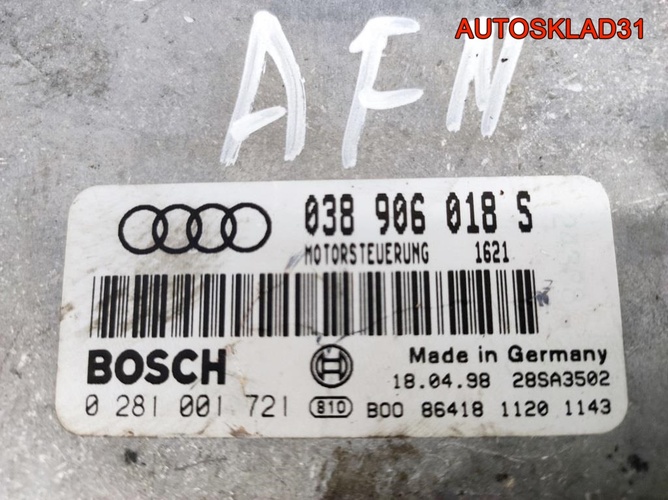 AUTOSKLAD31
AFN
038 906 018 S
MOTORSTEUERUNG 1621
BOSCH
Made in Germany
18.04.98 28SA3502
0 281 001 721 810 B00 86418 1120 1143